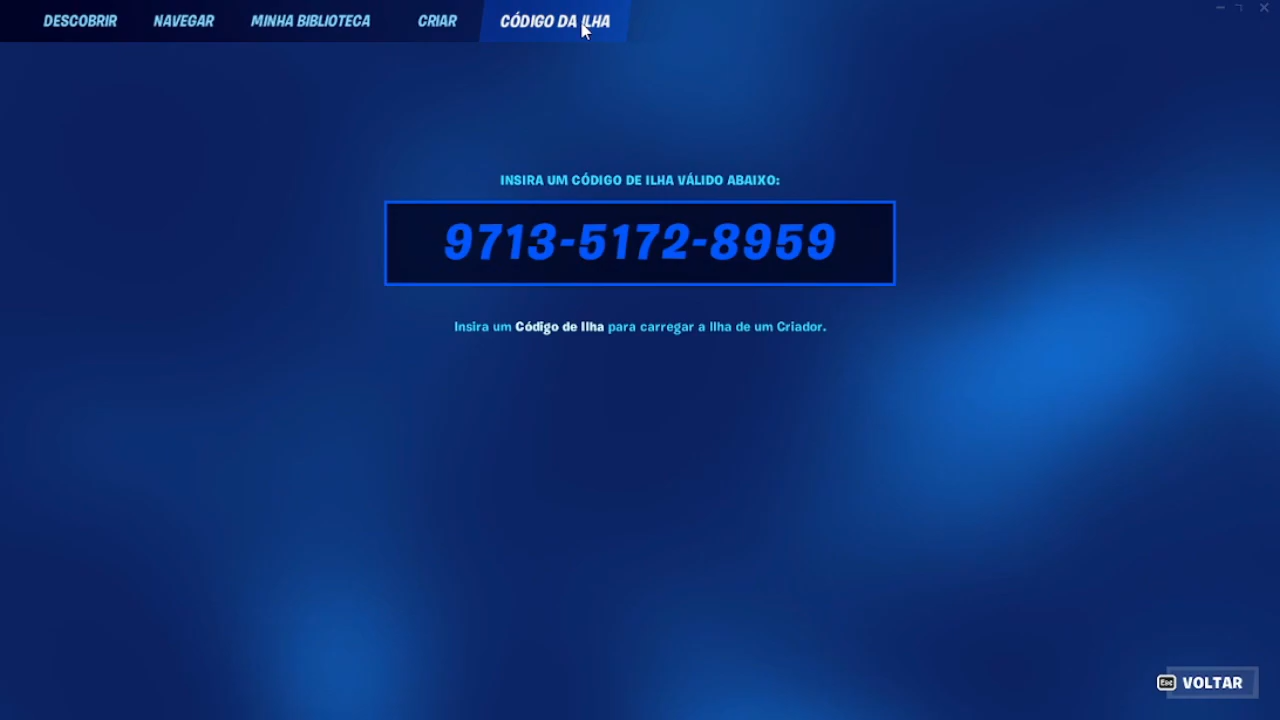 DESCOBRIR NAVEGAR MINHA BIBLIOTECA CRIAR CÓDIGO DA ILHA
INSIRA UM CÓDIGO DE ILHA VÁLIDO ABAIXO:
9713-5172-8959
Insira um Código de Ilha para carregar a Ilha de um Criador.
Esc VOLTAR